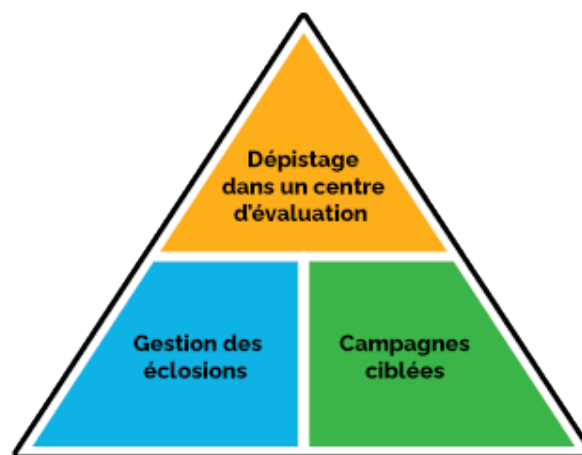 Dépistage
dans un centre
d'évaluation
Gestion des
éclosions
Campagnes
ciblées